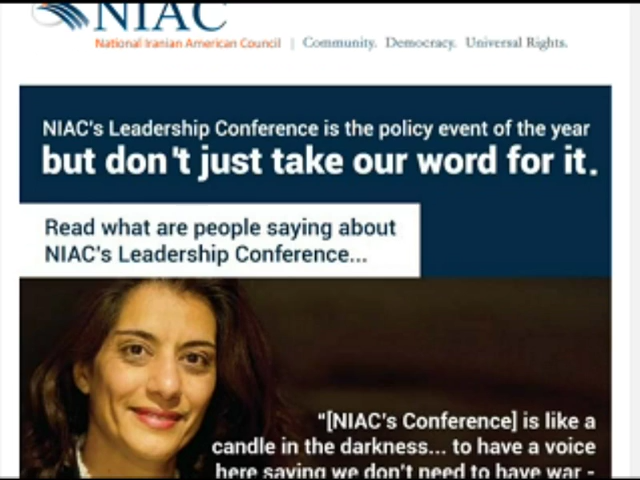 NIAC
National Iranian American Council | Community. Democracy. Universal Rights.
NIAC's Leadership Conference is the policy event of the year
but don't just take our word for it.
Read what are people saying about
NIAC's Leadership Conference...
"[NIAC's Conference] is like a
candle in the darkness... to have a voice
here saying we don't need to have war -